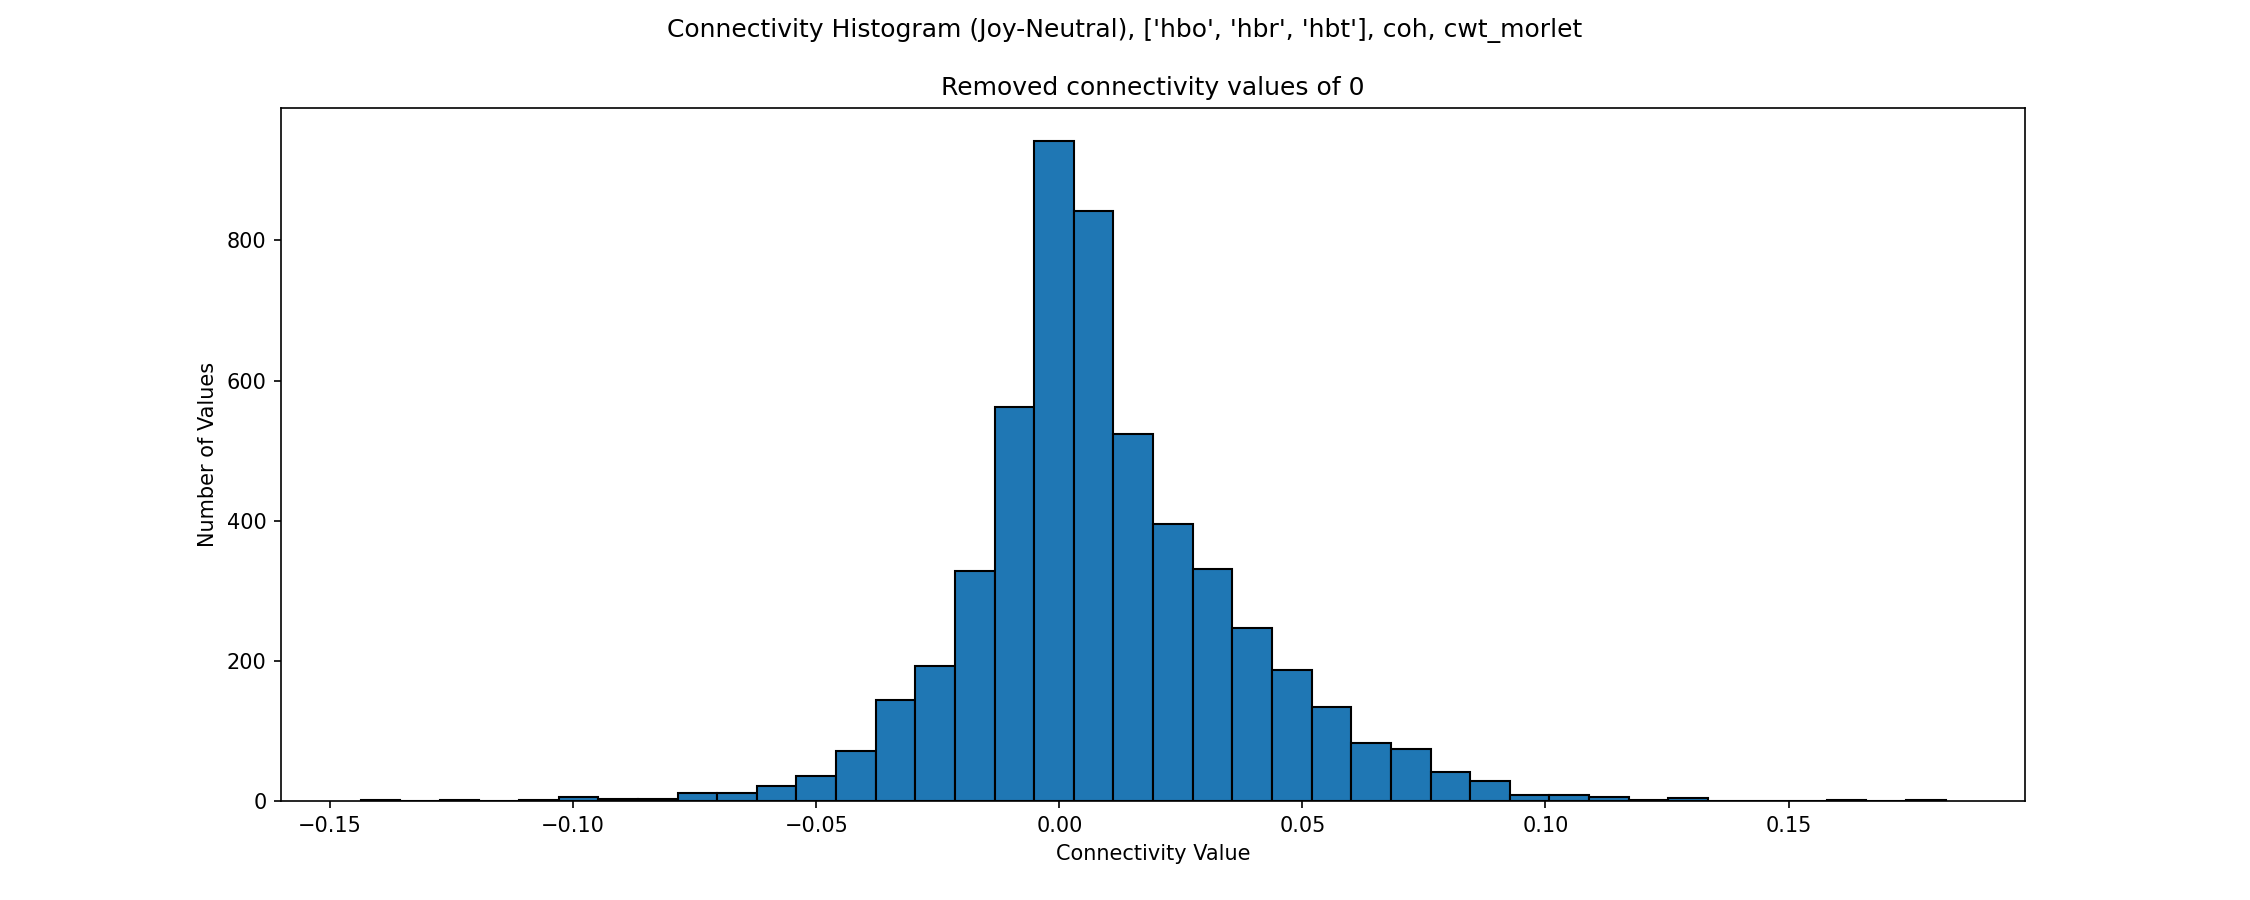 Connectivity Histogram (Joy-Neutral), ['hbo', 'hbr', 'hbt'], coh, cwt_morlet
Removed connectivity values of 0
Number of Values
800
600
400
200
0
−0.15 −0.10 −0.05 0.00 0.05 0.10 0.15
Connectivity Value